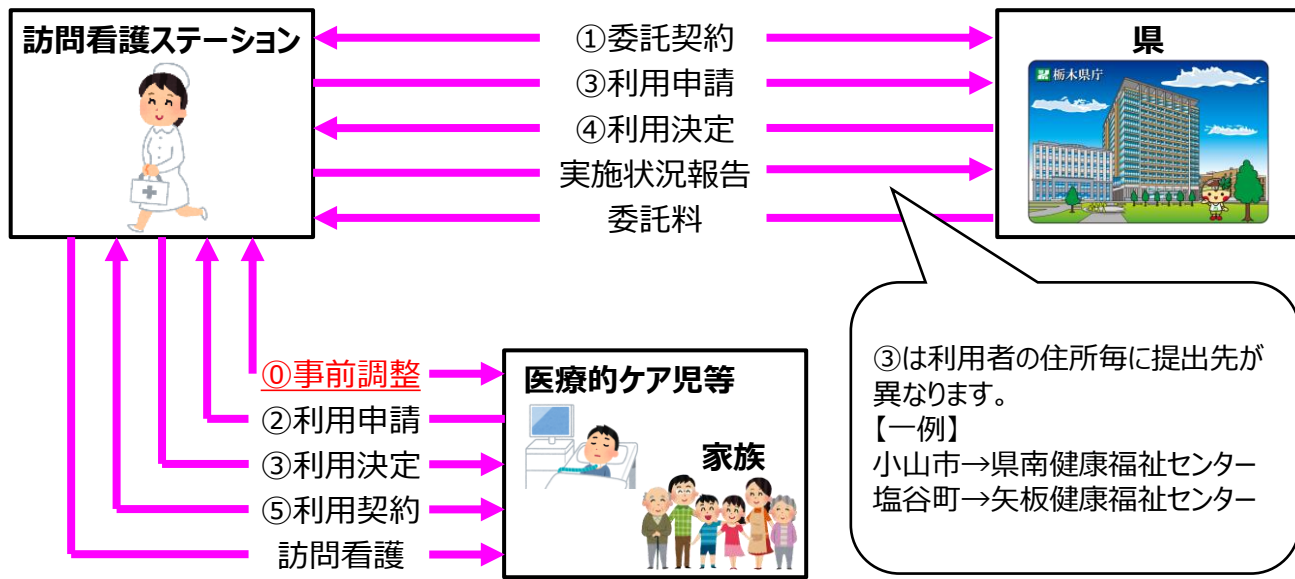 訪問看護ステーション
①委託契約
③利用申請
④利用決定
実施状況報告
委託料
県
栃木県庁
⓪事前調整
②利用申請
③利用決定
⑤利用契約
訪問看護
医療的ケア児等
家族
③は利用者の住所毎に提出先が
異なります。
【一例】
小山市→県南健康福祉センター
塩谷町→矢板健康福祉センター